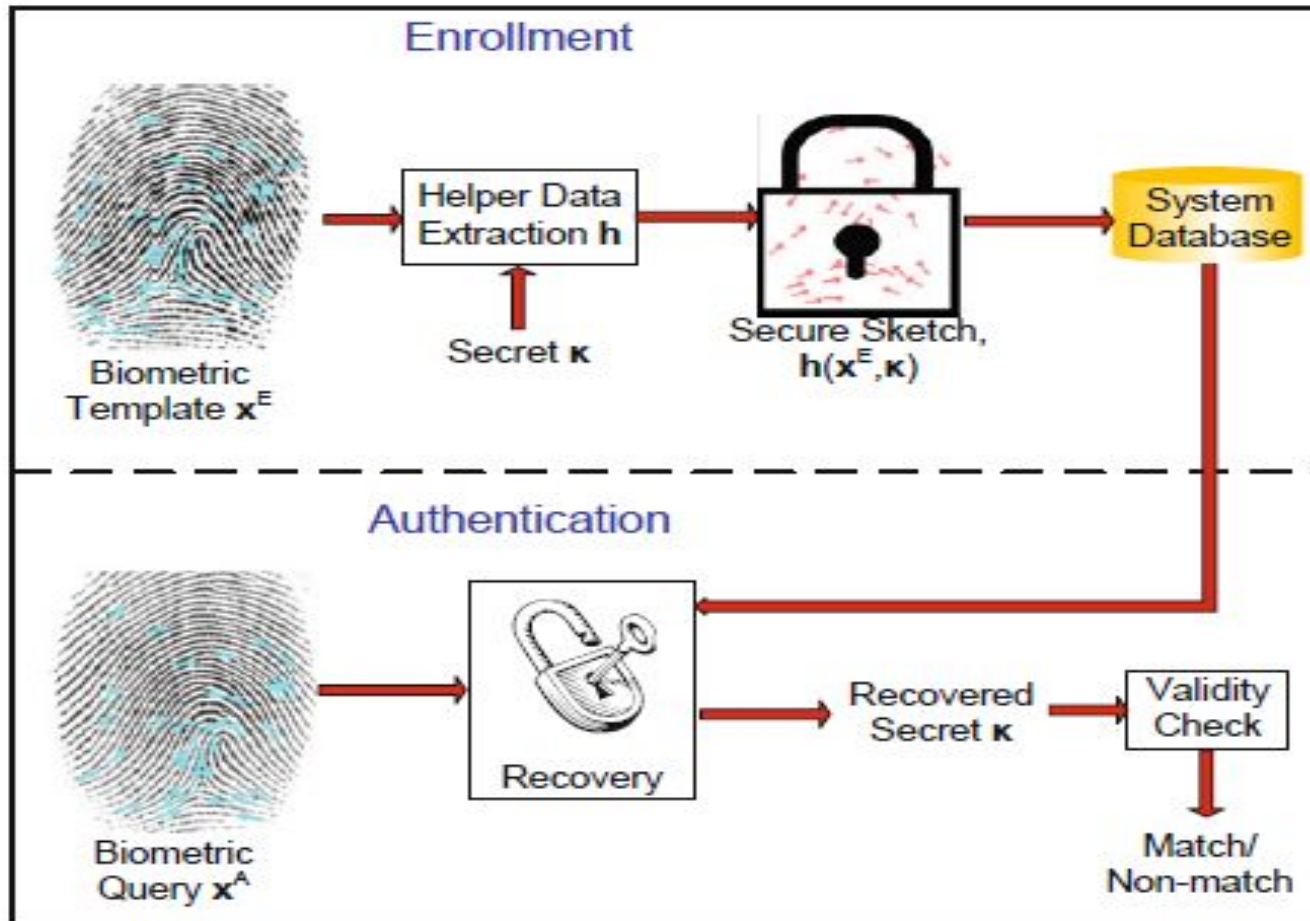 Enrollment
Helper Data
Extraction h
System
Database
Secret κ
Secure Sketch,
h(xᴱ,κ)
Biometric
Template xᴱ
Authentication
Recovery
Recovered
Secret κ
Validity
Check
Biometric
Query xᴬ
Match/
Non-match